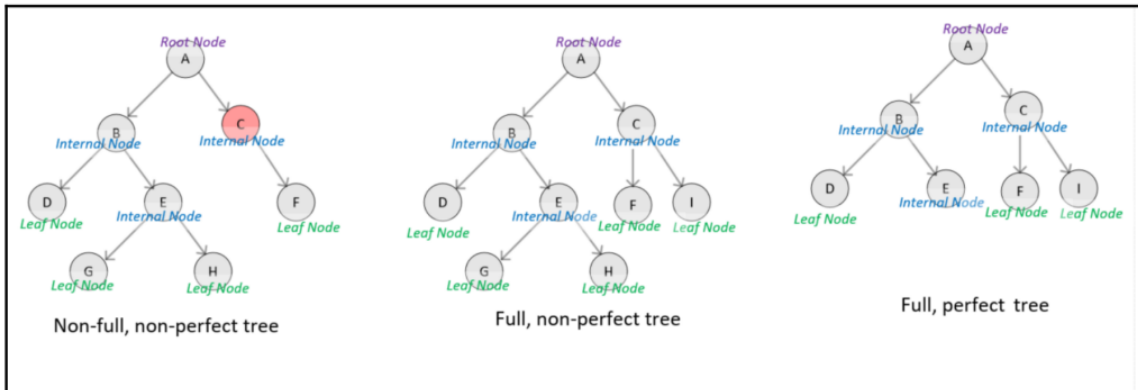 Root Node
A
B
Internal Node
C
Internal Node
D
Leaf Node
E
Internal Node
F
Leaf Node
G
Leaf Node
H
Leaf Node
Non-full, non-perfect tree
Root Node
A
B
Internal Node
C
Internal Node
D
Leaf Node
E
Internal Node
F
Leaf Node
I
Leaf Node
G
Leaf Node
H
Leaf Node
Full, non-perfect tree
Root Node
A
B
Internal Node
C
Internal Node
D
Leaf Node
E
Internal Node
F
Leaf Node
I
Leaf Node
Full, perfect tree